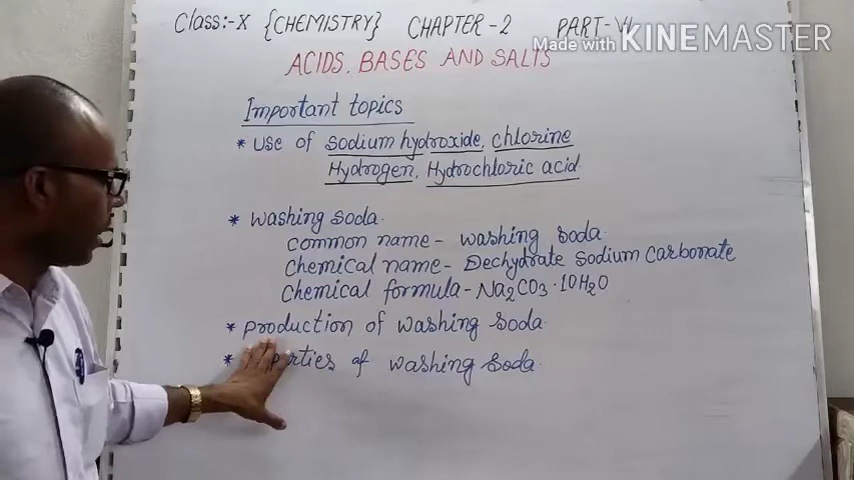 Class:-X {CHEMISTRY} CHAPTER-2 PART-VI
Made with KINEMASTER
ACIDS, BASES AND SALTS
Important topics
* Use of sodium hydroxide, chlorine
Hydrogen, Hydrochloric acid
* Washing soda.
Common name- washing soda.
Chemical name- Dechydrate Sodium Carbonate
Chemical formula- Na₂CO₃·10H₂O
* production of washing soda.
* of washing soda.